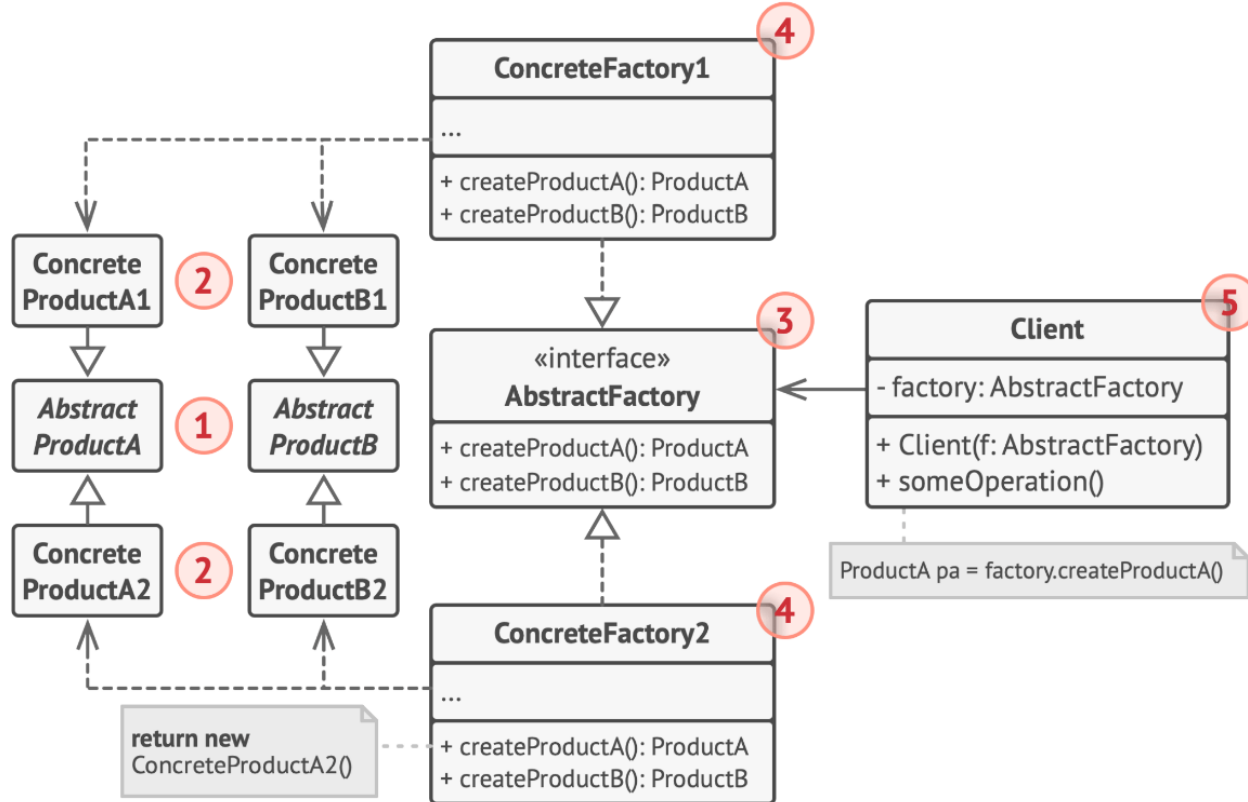 4
ConcreteFactory1
...
+ createProductA(): ProductA
+ createProductB(): ProductB
Concrete
ProductA1
2
Concrete
ProductB1
3
«interface»
AbstractFactory
+ createProductA(): ProductA
+ createProductB(): ProductB
5
Client
- factory: AbstractFactory
+ Client(f: AbstractFactory)
+ someOperation()
Abstract
ProductA
1
Abstract
ProductB
Concrete
ProductA2
2
Concrete
ProductB2
ProductA pa = factory.createProductA()
4
ConcreteFactory2
...
+ createProductA(): ProductA
+ createProductB(): ProductB
return new
ConcreteProductA2()